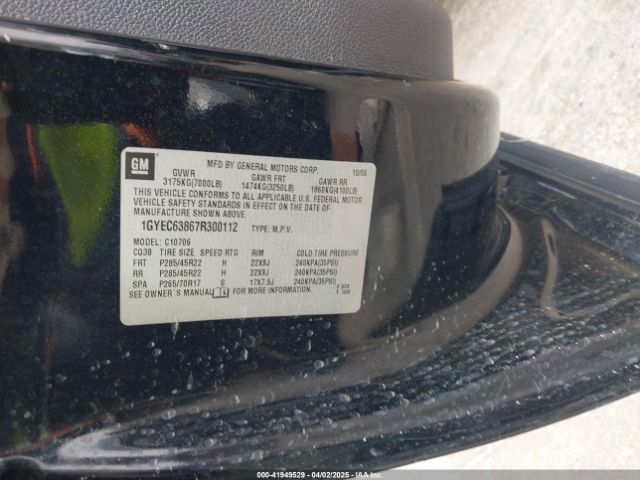 GM
MFD BY GENERAL MOTORS CORP. 10/06
GVWR GAWR FRT GAWR RR
3175KG(7000LB) 1474KG(3250LB) 1860KG(4100LB)
THIS VEHICLE CONFORMS TO ALL APPLICABLE U.S. FEDERAL MOTOR
VEHICLE SAFETY STANDARDS IN EFFECT ON THE DATE OF
MANUFACTURE SHOWN ABOVE.
1GYEC63867R300112 TYPE: M.P.V.
MODEL: C10706
CQ38 TIRE SIZE SPEED RTG RIM COLD TIRE PRESSURE
FRT P285/45R22 H 22X9J 240KPA(35PSI)
RR P285/45R22 H 22X9J 240KPA(35PSI)
SPA P265/70R17 S 17X7.5J 240KPA(35PSI)
SEE OWNER'S MANUAL FOR MORE INFORMATION.
000-41949529 - 04/02/2025 - IAAI.com